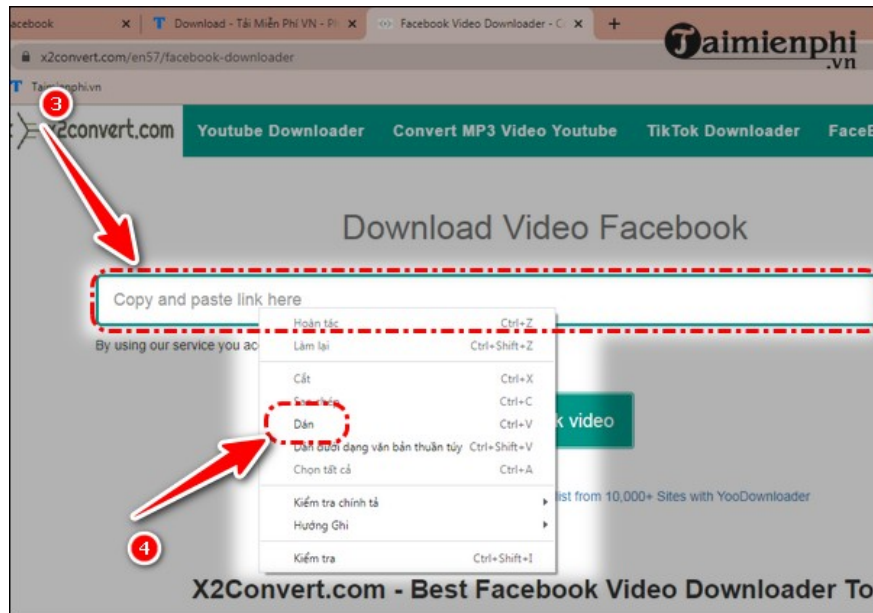 acebook
Download - Tải Miễn Phí VN - Ph
Facebook Video Downloader - C
Taimienphi
.vn
x2convert.com/en57/facebook-downloader
Taimienphi.vn
3
x2convert.com
Youtube Downloader
Convert MP3 Video Youtube
TikTok Downloader
FaceB
Download Video Facebook
Copy and paste link here
By using our service you ac
Hoàn tác Ctrl+Z
Làm lại Ctrl+Shift+Z
Cắt Ctrl+X
Sao chép Ctrl+C
Dán Ctrl+V
Dán dưới dạng văn bản thuần túy Ctrl+Shift+V
Chọn tất cả Ctrl+A
Kiểm tra chính tả
Hướng Ghi
Kiểm tra Ctrl+Shift+I
k video
list from 10,000+ Sites with YooDownloader
4
X2Convert.com - Best Facebook Video Downloader To